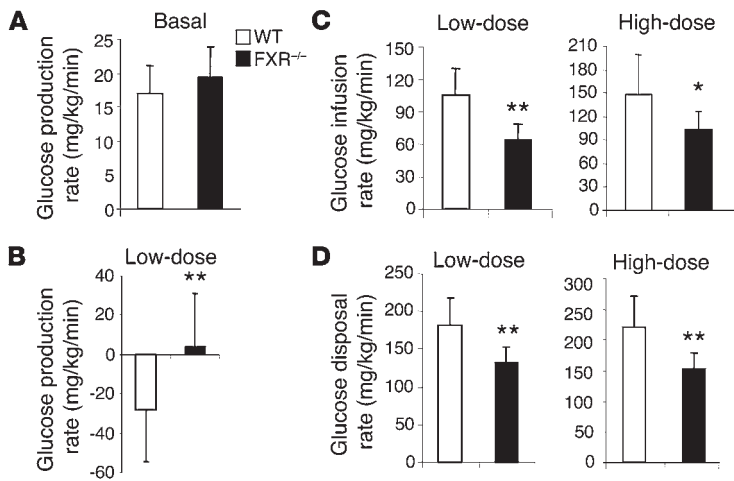 A
Basal
Glucose production
rate (mg/kg/min)
25
20
15
10
5
0
WT
FXR⁻/⁻
B
Low-dose
Glucose production
rate (mg/kg/min)
40
20
0
-20
-40
-60
**
C
Low-dose
Glucose infusion
rate (mg/kg/min)
150
120
90
60
30
0
**
High-dose
210
180
150
120
90
60
30
0
*
D
Low-dose
Glucose disposal
rate (mg/kg/min)
250
200
150
100
50
0
**
High-dose
300
250
200
150
100
50
0
**